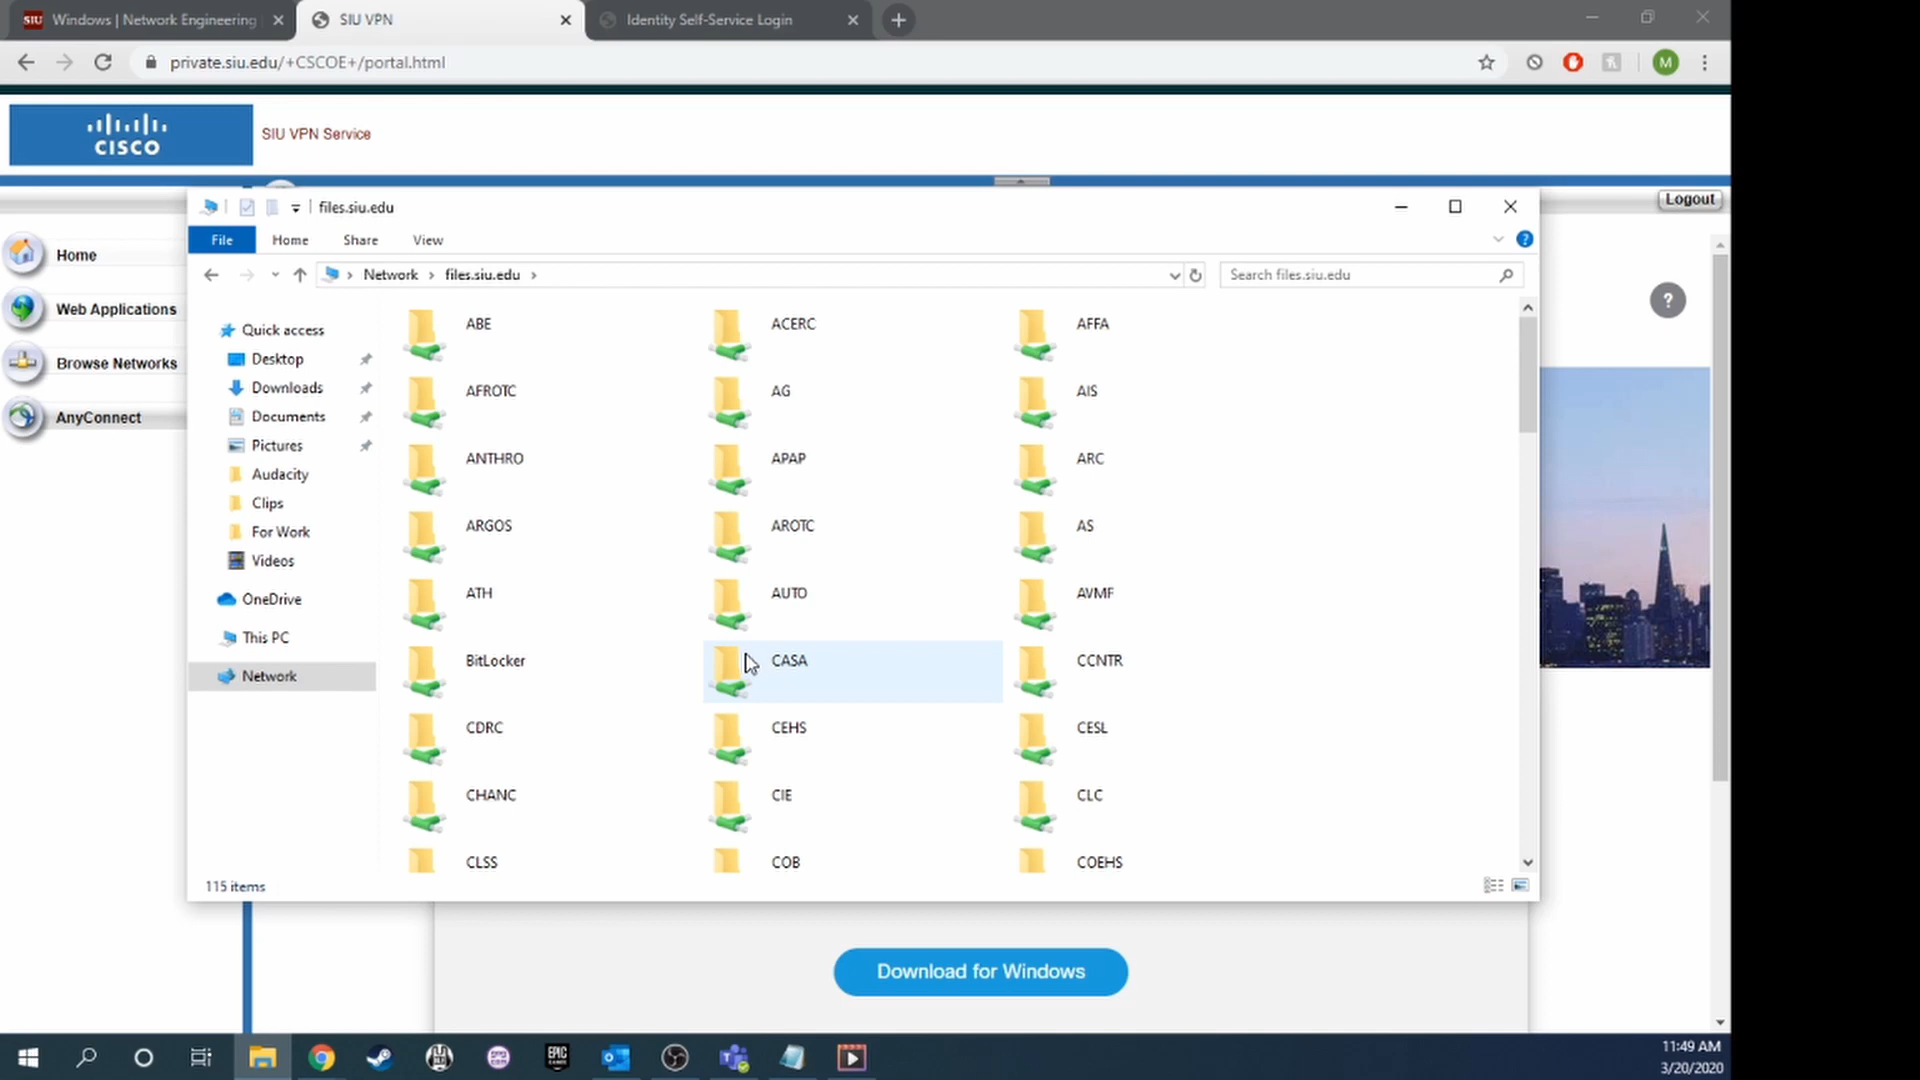 Windows | Network Engineering
SIU VPN
Identity Self-Service Login
private.siu.edu/+CSCOE+/portal.html
M
CISCO
SIU VPN Service
Logout
files.siu.edu
File
Home
Share
View
Network
files.siu.edu
Search files.siu.edu
Home
Web Applications
Browse Networks
AnyConnect
Quick access
Desktop
Downloads
Documents
Pictures
Audacity
Clips
For Work
Videos
OneDrive
This PC
Network
ABE
ACERC
AFFA
AFROTC
AG
AIS
ANTHRO
APAP
ARC
ARGOS
AROTC
AS
ATH
AUTO
AVMF
BitLocker
CASA
CCNTR
CDRC
CEHS
CESL
CHANC
CIE
CLC
CLSS
COB
COEHS
115 items
Download for Windows
11:49 AM
3/20/2020